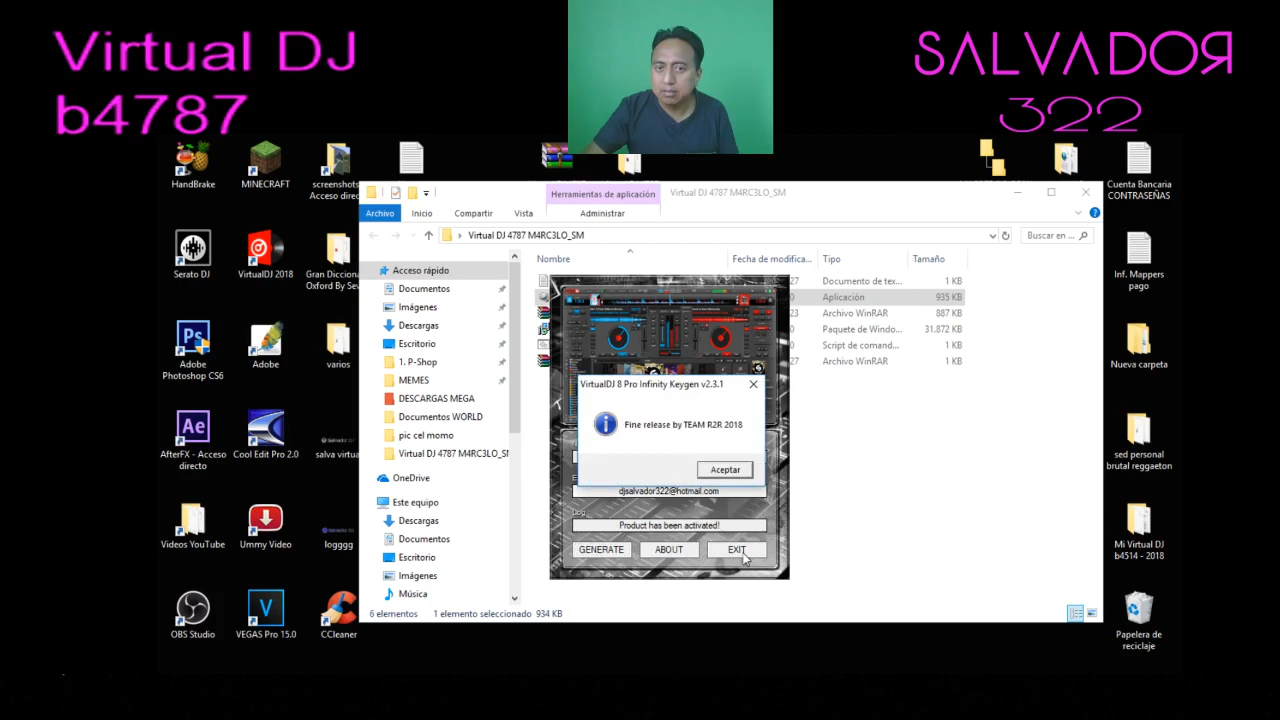 Virtual DJ
b4787
SALVADOR
322
HandBrake
MINECRAFT
screenshots
Acceso direc
Cuenta Bancaria
CONTRASEÑAS
Herramientas de aplicación
Virtual DJ 4787 M4RC3LO_SM
Archivo
Inicio
Compartir
Vista
Administrar
Virtual DJ 4787 M4RC3LO_SM
Buscar en ...
Serato DJ
VirtualDJ 2018
Gran Diccionar
Oxford By Sev
Inf. Mappers
pago
Acceso rápido
Documentos
Imágenes
Descargas
Escritorio
1. P-Shop
MEMES
DESCARGAS MEGA
Documentos WORLD
pic cel momo
Virtual DJ 4787 M4RC3LO_SM
OneDrive
Este equipo
Descargas
Documentos
Escritorio
Imágenes
Música
Nombre
Fecha de modifica...
Tipo
Tamaño
27
Documento de tex...
1 KB
0
Aplicación
935 KB
23
Archivo WinRAR
887 KB
0
Paquete de Windo...
31.872 KB
Script de comand...
1 KB
27
Archivo WinRAR
1 KB
Adobe
Photoshop CS6
Adobe
varios
Nueva carpeta
VirtualDJ 8 Pro Infinity Keygen v2.3.1
Fine release by TEAM R2R 2018
Aceptar
djsalvador322@hotmail.com
Log
Product has been activated!
GENERATE
ABOUT
EXIT
AfterFX - Acceso
directo
Cool Edit Pro 2.0
salva virtua
sed personal
brutal reggaeton
Videos YouTube
Ummy Video
logggg
Mi Virtual DJ
b4514 - 2018
6 elementos
1 elemento seleccionado
934 KB
OBS Studio
VEGAS Pro 15.0
CCleaner
Papelera de
reciclaje